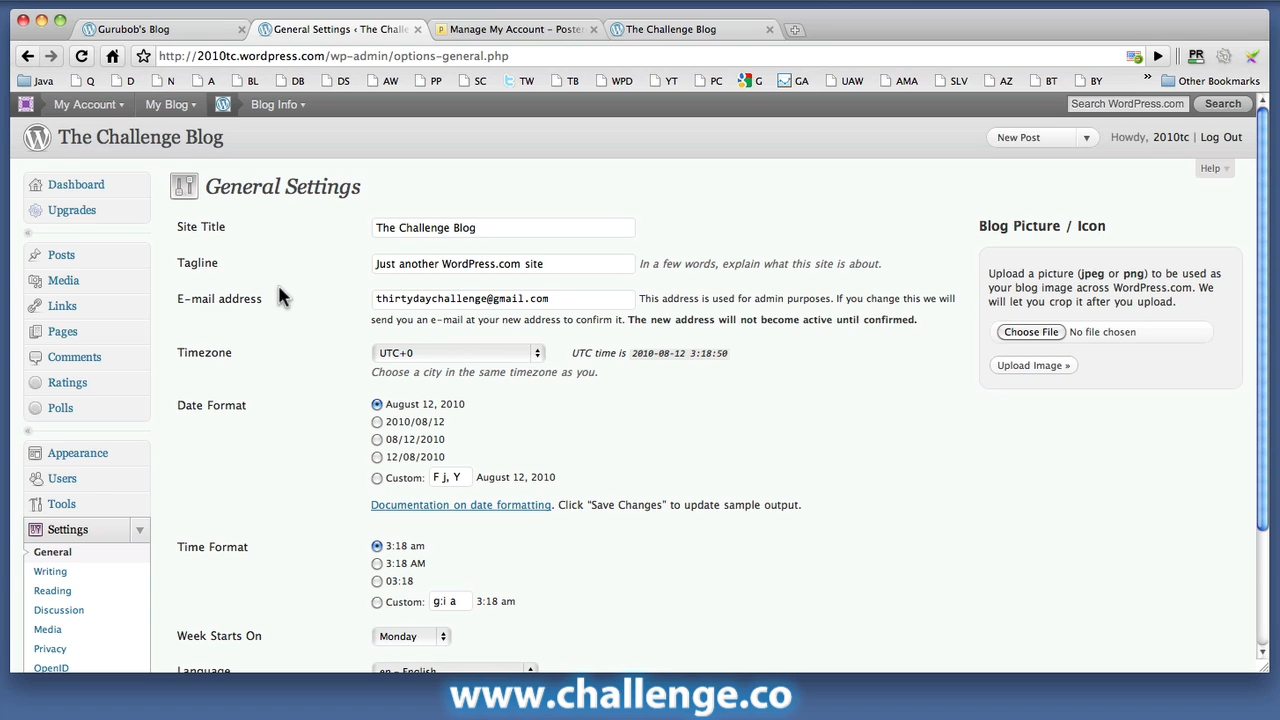 Gurubob's Blog
General Settings ‹ The Challe
Manage My Account – Poste
The Challenge Blog
http://2010tc.wordpress.com/wp-admin/options-general.php
PR
Java Q D N A BL DB DS AW PP SC TW TB WPD YT PC G GA UAW AMA SLV AZ BT BY » Other Bookmarks
My Account My Blog Blog Info Search WordPress.com Search
The Challenge Blog
New Post
Howdy, 2010tc | Log Out
Help
Dashboard
Upgrades
Posts
Media
Links
Pages
Comments
Ratings
Polls
Appearance
Users
Tools
Settings
General
Writing
Reading
Discussion
Media
Privacy
OpenID
General Settings
Site Title The Challenge Blog
Tagline Just another WordPress.com site In a few words, explain what this site is about.
E-mail address thirtydaychallenge@gmail.com This address is used for admin purposes. If you change this we will
send you an e-mail at your new address to confirm it. The new address will not become active until confirmed.
Timezone UTC+0 UTC time is 2010-08-12 3:18:50
Choose a city in the same timezone as you.
Date Format August 12, 2010
2010/08/12
08/12/2010
12/08/2010
Custom: F j, Y August 12, 2010
Documentation on date formatting. Click “Save Changes” to update sample output.
Time Format 3:18 am
3:18 AM
03:18
Custom: g:i a 3:18 am
Week Starts On Monday
Language en – English
Blog Picture / Icon
Upload a picture (jpeg or png) to be used as
your blog image across WordPress.com. We
will let you crop it after you upload.
Choose File No file chosen
Upload Image »
www.challenge.co